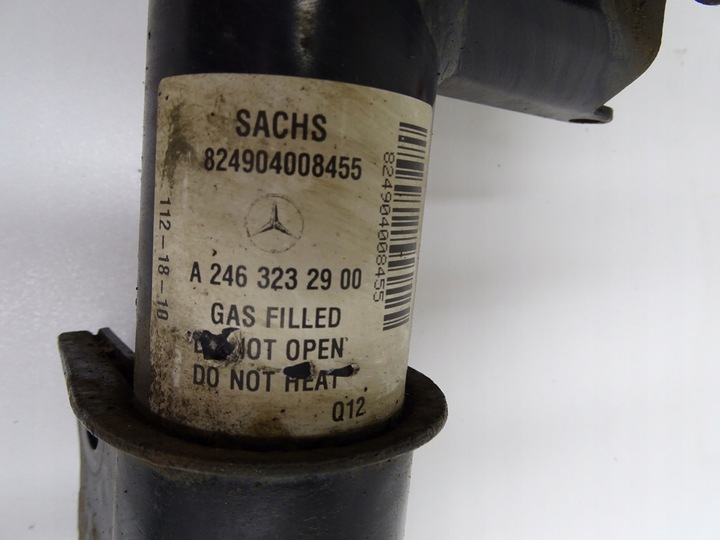 SACHS
824904008455
A 246 323 29 00
GAS FILLED
NOT OPEN
DO NOT HEAT
Q12
112-18-10
824904008455